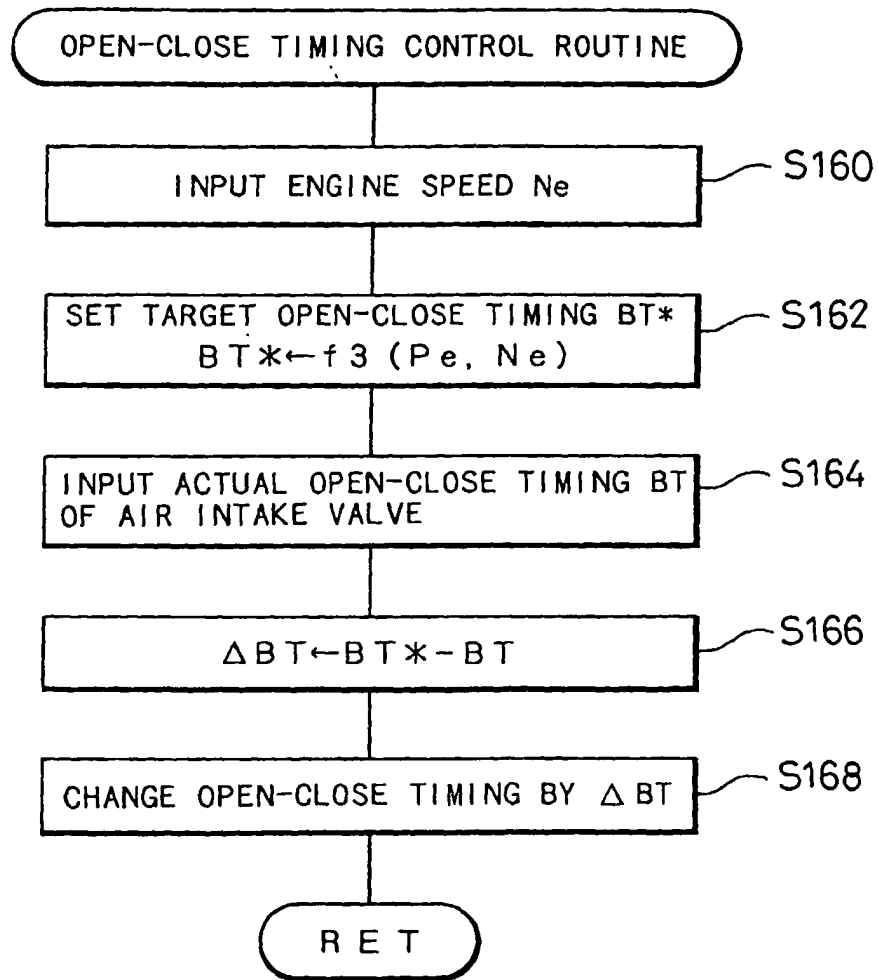 OPEN-CLOSE TIMING CONTROL ROUTINE
INPUT ENGINE SPEED Ne
S160
SET TARGET OPEN-CLOSE TIMING BT*
BT*←f3 (Pe, Ne)
S162
INPUT ACTUAL OPEN-CLOSE TIMING BT
OF AIR INTAKE VALVE
S164
ΔBT←BT*-BT
S166
CHANGE OPEN-CLOSE TIMING BY ΔBT
S168
RET